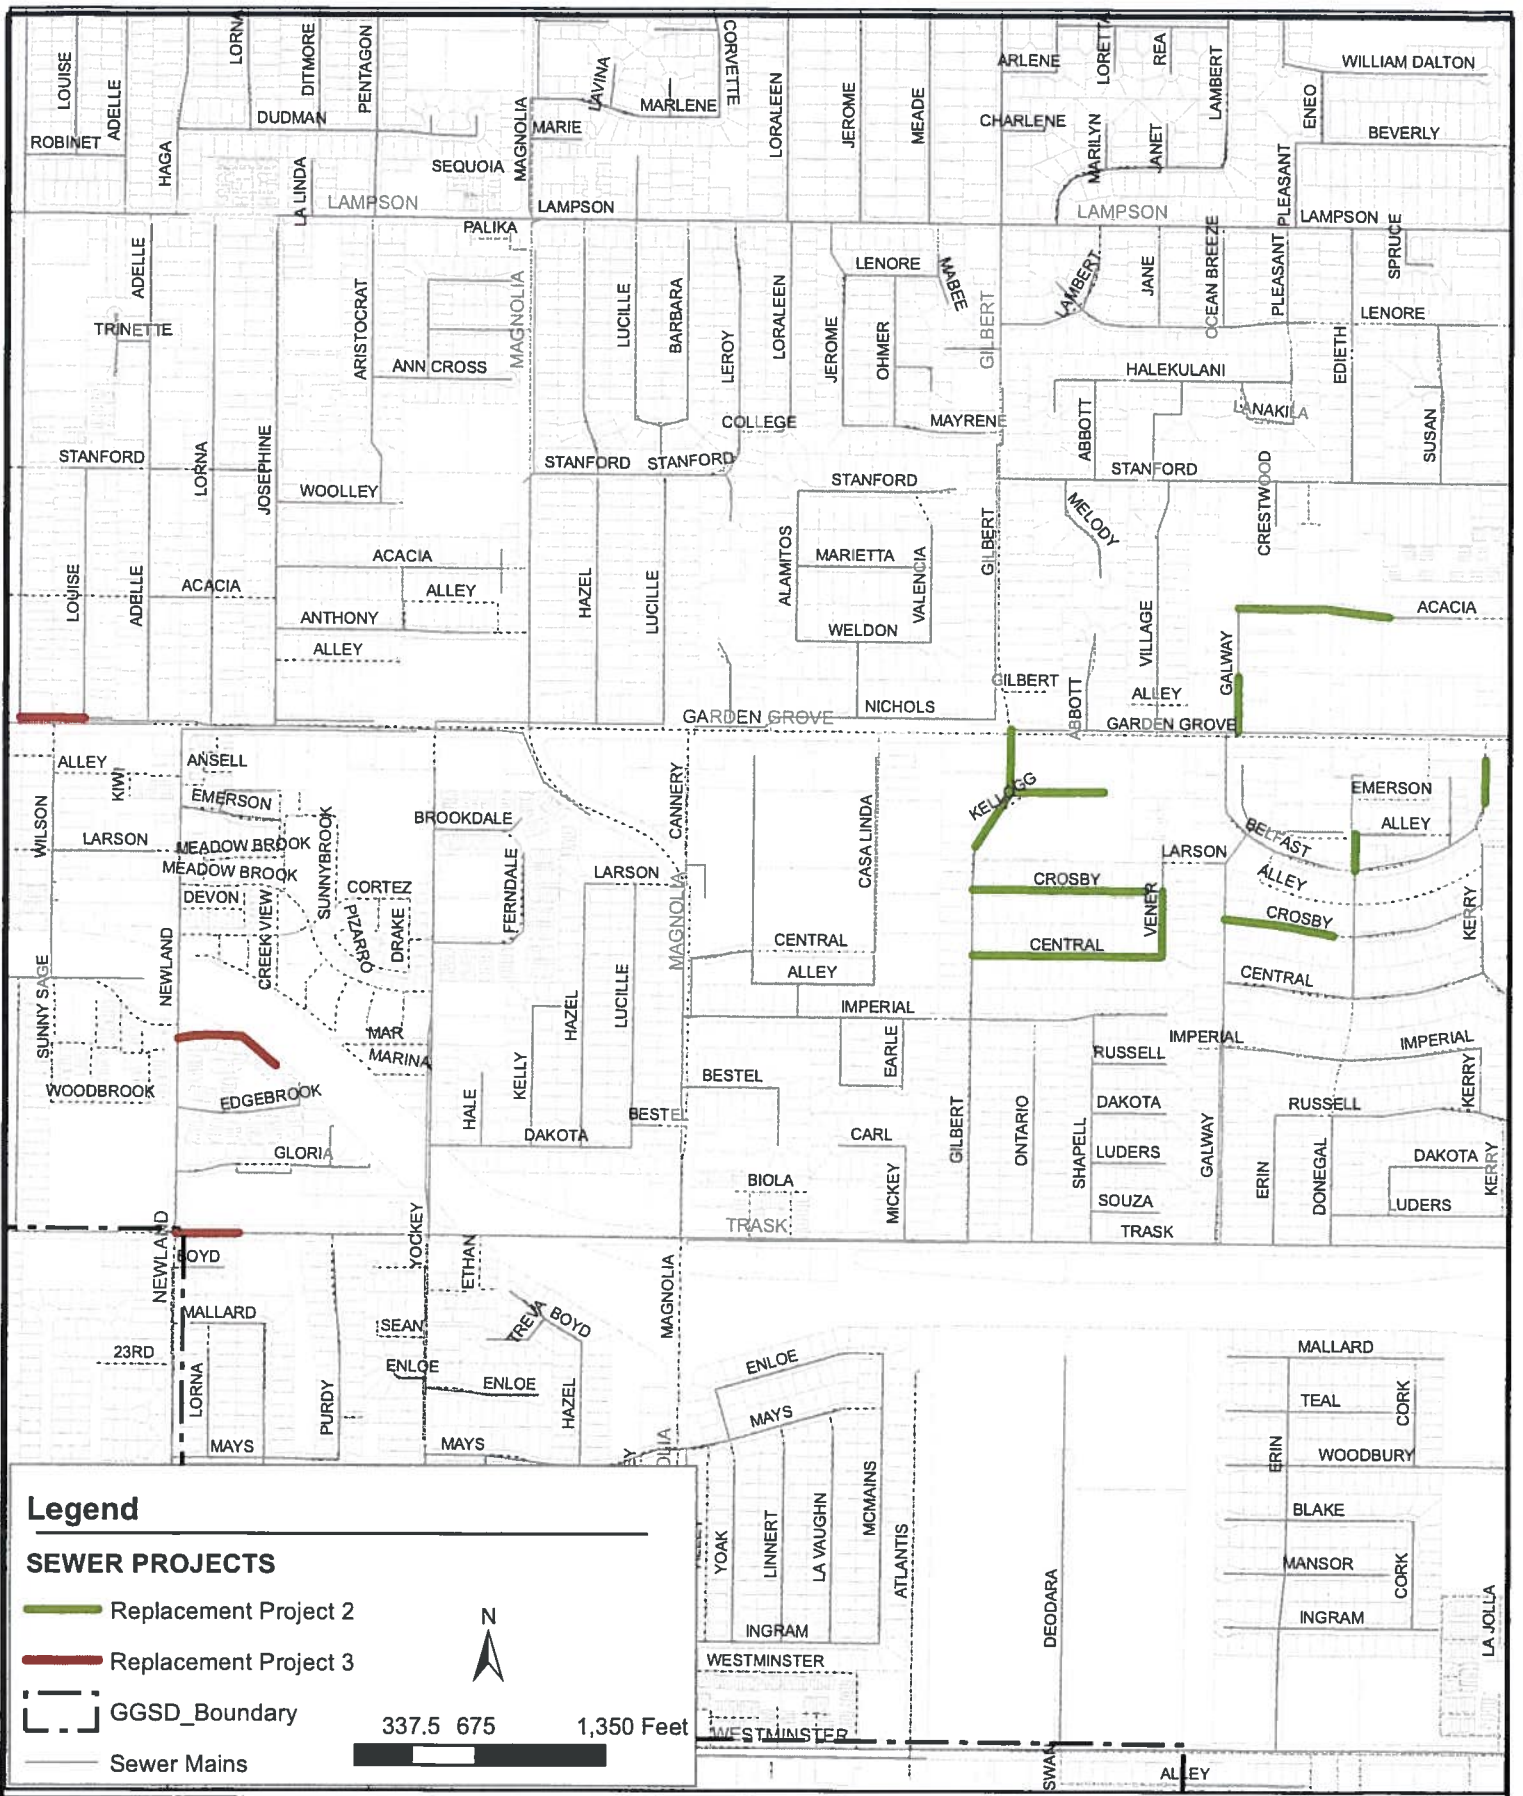 LOUISE
ADELLE
LORNA
DITMORE
PENTAGON
LAVINA
CORVETTE
MARLENE
LORALEEN
JEROME
MEADE
ARLENE
LORETTA
REA
LAMBERT
WILLIAM DALTON
ENEO
ROBINET
HAGA
DUDMAN
MAGNOLIA
MARIE
CHARLENE
MARILYN
JANET
BEVERLY
SEQUOIA
LA LINDA
LAMPSON
LAMPSON
LAMPSON
PLEASANT
LAMPSON
PALIKA
ADELLE
TRINETTE
ARISTOCRAT
ANN CROSS
MAGNOLIA
LUCILLE
BARBARA
LEROY
LORALEEN
LENORE
MABEE
JEROME
OHMER
GILBERT
LAMBERT
JANE
OCEAN BREEZE
PLEASANT
SPRUCE
LENORE
EDIETH
HALEKULANI
LANAKILA
COLLEGE
MAYRENE
ABBOTT
SUSAN
STANFORD
LORNA
JOSEPHINE
WOOLLEY
STANFORD
STANFORD
STANFORD
STANFORD
CRESTWOOD
MELODY
LOUISE
ADELLE
ACACIA
ACACIA
ALLEY
ANTHONY
ALLEY
HAZEL
LUCILLE
ALAMITOS
MARIETTA
VALENCIA
WELDON
GILBERT
VILLAGE
GALWAY
ACACIA
GILBERT
ABBOTT
ALLEY
NICHOLS
GARDEN GROVE
GARDEN GROVE
ALLEY
KIWI
ANSELL
EMERSON
WILSON
LARSON
MEADOW BROOK
MEADOW BROOK
SUNNYBROOK
BROOKDALE
CANNERY
CASA LINDA
KELLOGG
EMERSON
ALLEY
BELFAST
LARSON
ALLEY
DEVON
CORTEZ
PIZARRO
DRAKE
CREEK VIEW
FERNDALE
LARSON
MAGNOLIA
CROSBY
VENER
CROSBY
KERRY
CENTRAL
ALLEY
CENTRAL
CENTRAL
SUNNY SAGE
NEWLAND
HAZEL
LUCILLE
IMPERIAL
IMPERIAL
IMPERIAL
MAR
MARINA
EARLE
RUSSELL
KERRY
WOODBROOK
EDGEBROOK
HALE
KELLY
BESTEL
BESTEL
DAKOTA
RUSSELL
GLORIA
DAKOTA
CARL
GILBERT
ONTARIO
SHAPELL
LUDERS
GALWAY
ERIN
DONEGAL
DAKOTA
KERRY
BIOLA
MICKEY
SOUZA
LUDERS
TRASK
TRASK
NEWLAND
BOYD
YOCKEY
ETHAN
MAGNOLIA
MALLARD
SEAN
TREVA
BOYD
23RD
LORNA
PURDY
ENLOE
ENLOE
HAZEL
ENLOE
MALLARD
TEAL
CORK
MAYS
MAYS
MAYS
ERIN
WOODBURY
YOAK
LINNERT
LA VAUGHN
MCMAINS
ATLANTIS
DEODARA
BLAKE
MANSOR
CORK
INGRAM
INGRAM
LA JOLLA
WESTMINSTER
WESTMINSTER
SWAN
ALLEY
Legend
SEWER PROJECTS
Replacement Project 2
Replacement Project 3
GGSD_Boundary
Sewer Mains
N
337.5 675 1,350 Feet